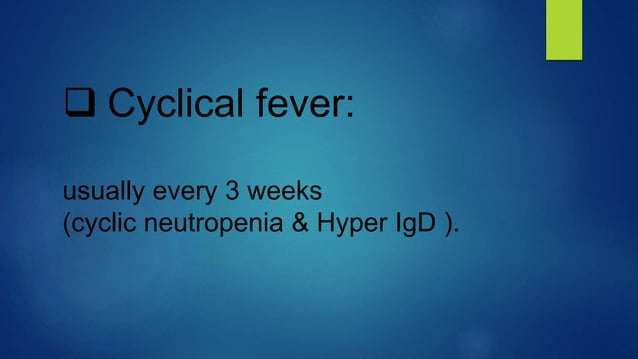 ❑ Cyclical fever:
usually every 3 weeks
(cyclic neutropenia & Hyper IgD ).